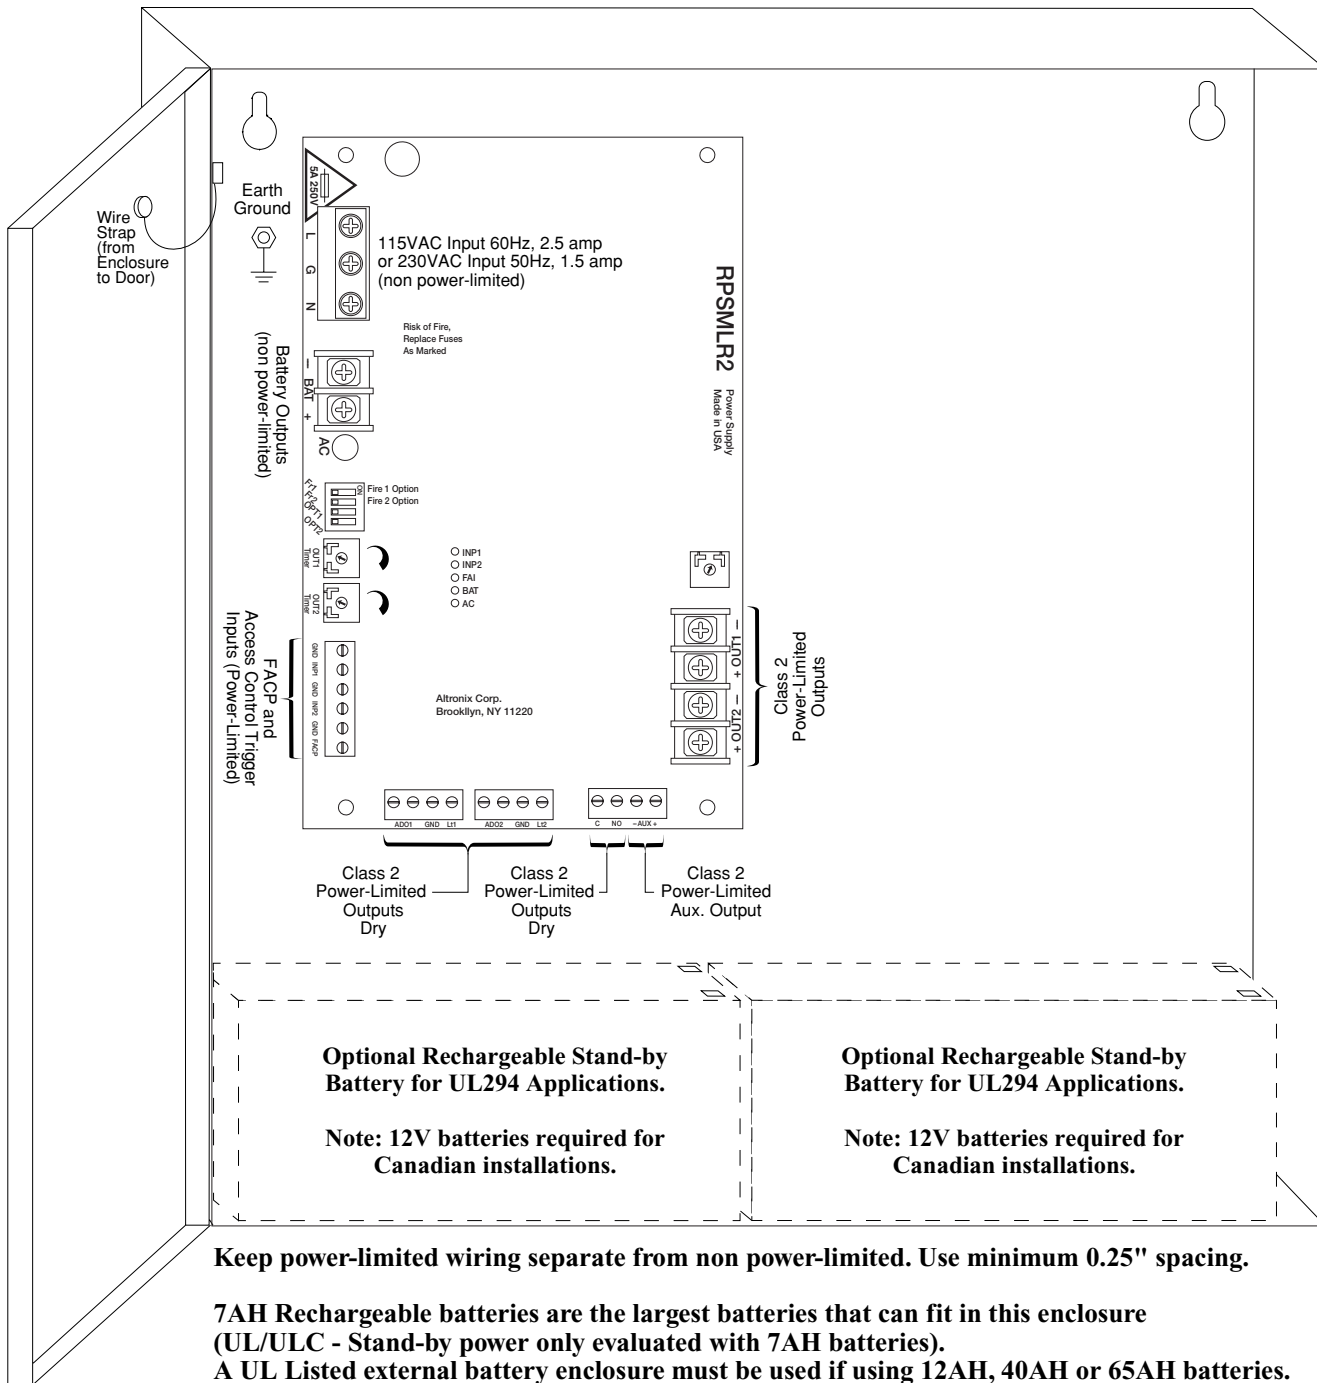 Earth
Ground
Wire
Strap
(from
Enclosure
to Door)
5A 250V
L
G
N
115VAC Input 60Hz, 2.5 amp
or 230VAC Input 50Hz, 1.5 amp
(non power-limited)
Risk of Fire,
Replace Fuses
As Marked
RPSMLR2
Power Supply
Made in USA
Battery Outputs
(non power-limited)
– BAT +
AC
Fr1
Fr2
OPT1
OPT2
ON
Fire 1 Option
Fire 2 Option
OUT1
Timer
OUT2
Timer
INP1
INP2
FAI
BAT
AC
FACP and
Access Control Trigger
Inputs (Power-Limited)
GND INP1 GND INP2 GND FACP
Altronix Corp.
Brookllyn, NY 11220
+ OUT1 –
+ OUT2 –
Class 2
Power-Limited
Outputs
ADO1 GND Lt1
ADO2 GND Lt2
C NO –AUX +
Class 2
Power-Limited
Outputs
Dry
Class 2
Power-Limited
Outputs
Dry
Class 2
Power-Limited
Aux. Output
Optional Rechargeable Stand-by
Battery for UL294 Applications.
Note: 12V batteries required for
Canadian installations.
Optional Rechargeable Stand-by
Battery for UL294 Applications.
Note: 12V batteries required for
Canadian installations.
Keep power-limited wiring separate from non power-limited. Use minimum 0.25" spacing.
7AH Rechargeable batteries are the largest batteries that can fit in this enclosure
(UL/ULC - Stand-by power only evaluated with 7AH batteries).
A UL Listed external battery enclosure must be used if using 12AH, 40AH or 65AH batteries.